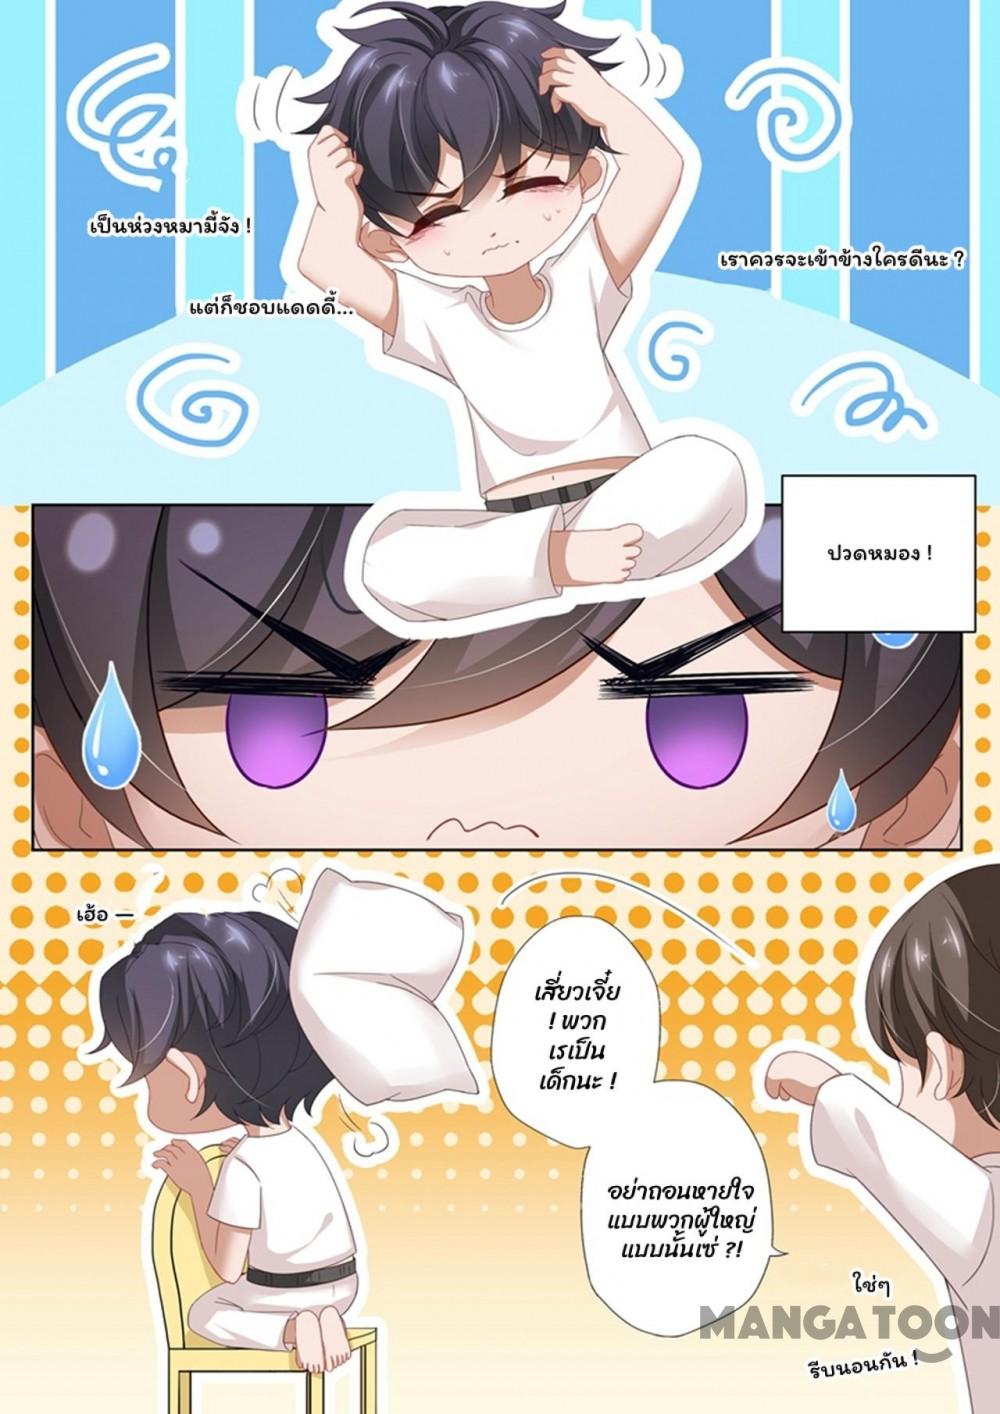 เป็นห่วงหมามี้จัง !
แต่ก็ชอบแดดดี้...
เราควรจะเข้าข้างใครดีนะ ?
ปวดหมอง !
เฮ้อ —
เสี่ยวเจี๋ย
! พวก
เรเป็น
เด็กนะ !
อย่าถอนหายใจ
แบบพวกผู้ใหญ่
แบบนั้นเซ่ ?!
ใช่ๆ
MANGATOON
รีบนอนกัน !